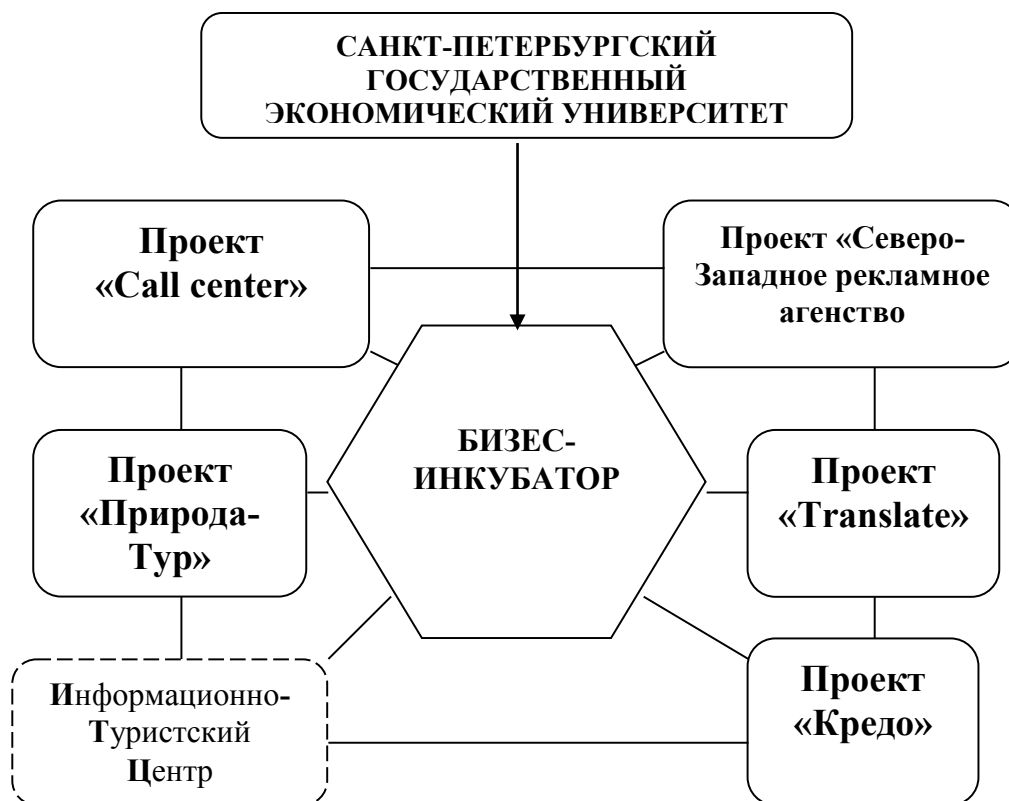 САНКТ-ПЕТЕРБУРГСКИЙ
ГОСУДАРСТВЕННЫЙ
ЭКОНОМИЧЕСКИЙ УНИВЕРСИТЕТ
Проект
«Call center»
Проект «Северо-
Западное рекламное
агенство
БИЗЕС-
ИНКУБАТОР
Проект
«Природа-
Тур»
Проект
«Translate»
Информационно-
Туристский
Центр
Проект
«Кредо»